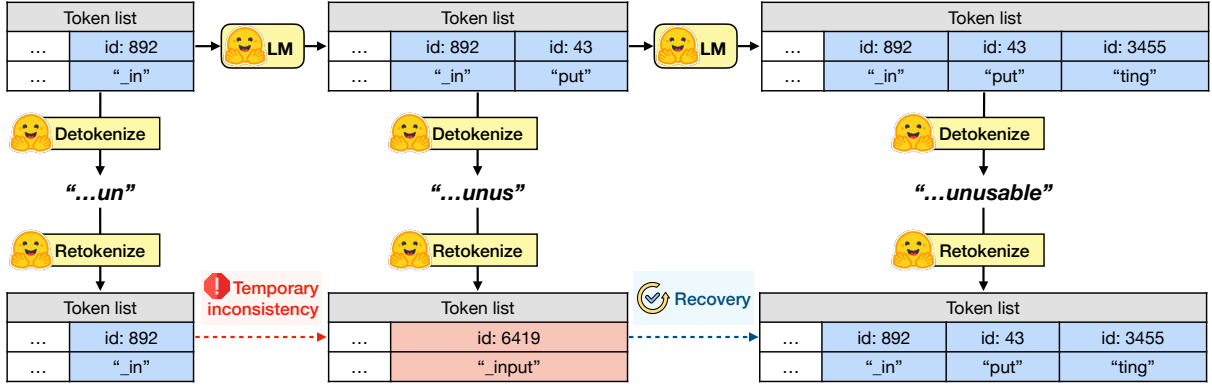 Token list
… id: 892
… “_in”
LM
Token list
… id: 892 id: 43
… “_in” “put”
LM
Token list
… id: 892 id: 43 id: 3455
… “_in” “put” “ting”
Detokenize
Detokenize
Detokenize
“…un”
“…unus”
“…unusable”
Retokenize
Retokenize
Retokenize
Token list
… id: 892
… “_in”
Temporary
inconsistency
Token list
… id: 6419
… “_input”
Recovery
Token list
… id: 892 id: 43 id: 3455
… “_in” “put” “ting”